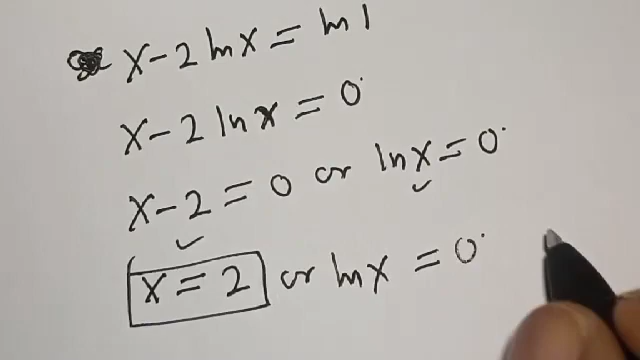 x - 2 ln x = ln 1
x - 2 ln x = 0
x - 2 = 0 or ln x = 0
x = 2 or ln x = 0